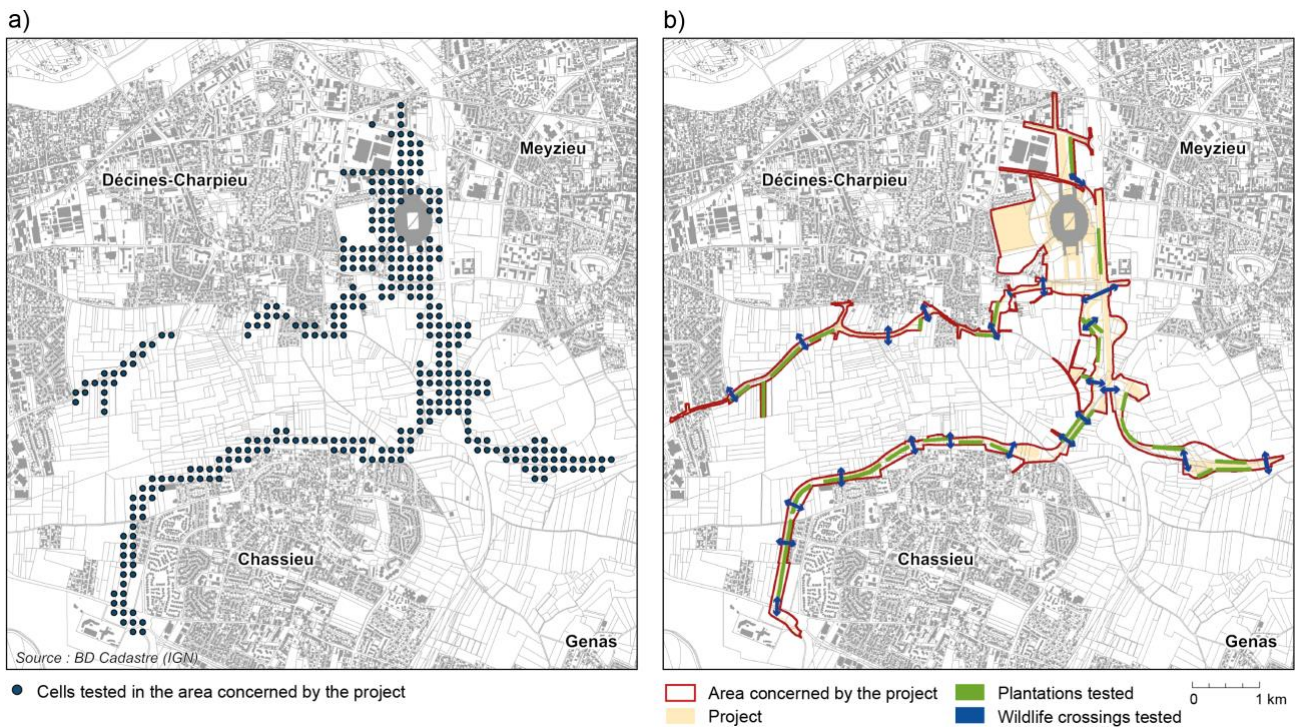 a)
Meyzieu
Décines-Charpieu
Chassieu
Genas
Source : BD Cadastre (IGN)
Cells tested in the area concerned by the project
b)
Meyzieu
Décines-Charpieu
Chassieu
Genas
Area concerned by the project
Project
Plantations tested
Wildlife crossings tested
0 1 km